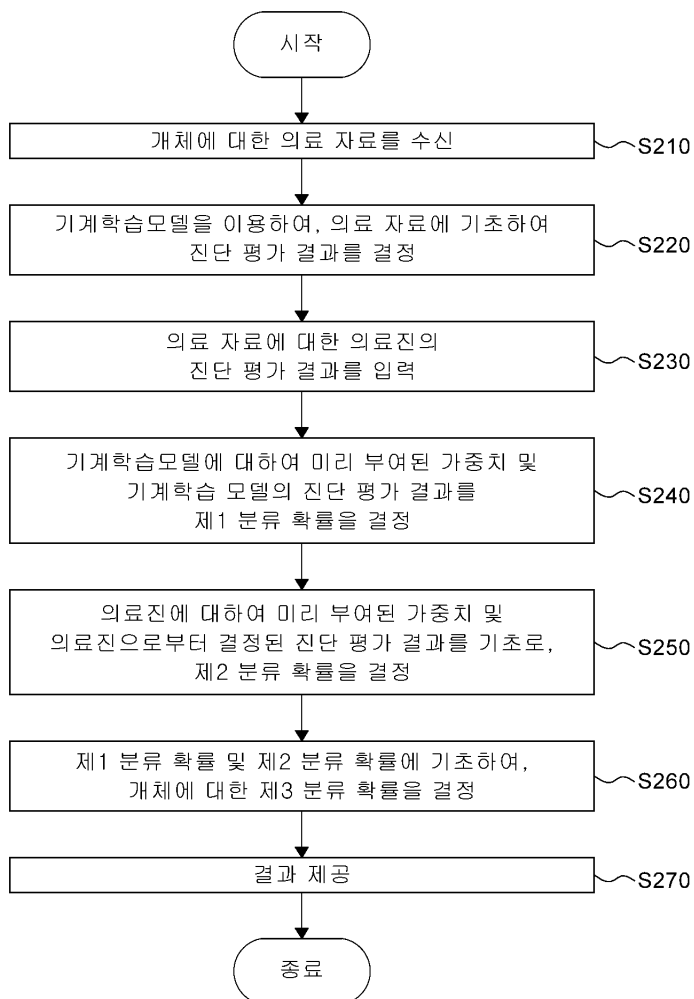 시작
개체에 대한 의료 자료를 수신
S210
기계학습모델을 이용하여, 의료 자료에 기초하여
진단 평가 결과를 결정
S220
의료 자료에 대한 의료진의
진단 평가 결과를 입력
S230
기계학습모델에 대하여 미리 부여된 가중치 및
기계학습 모델의 진단 평가 결과를
제1 분류 확률을 결정
S240
의료진에 대하여 미리 부여된 가중치 및
의료진으로부터 결정된 진단 평가 결과를 기초로,
제2 분류 확률을 결정
S250
제1 분류 확률 및 제2 분류 확률에 기초하여,
개체에 대한 제3 분류 확률을 결정
S260
결과 제공
S270
종료